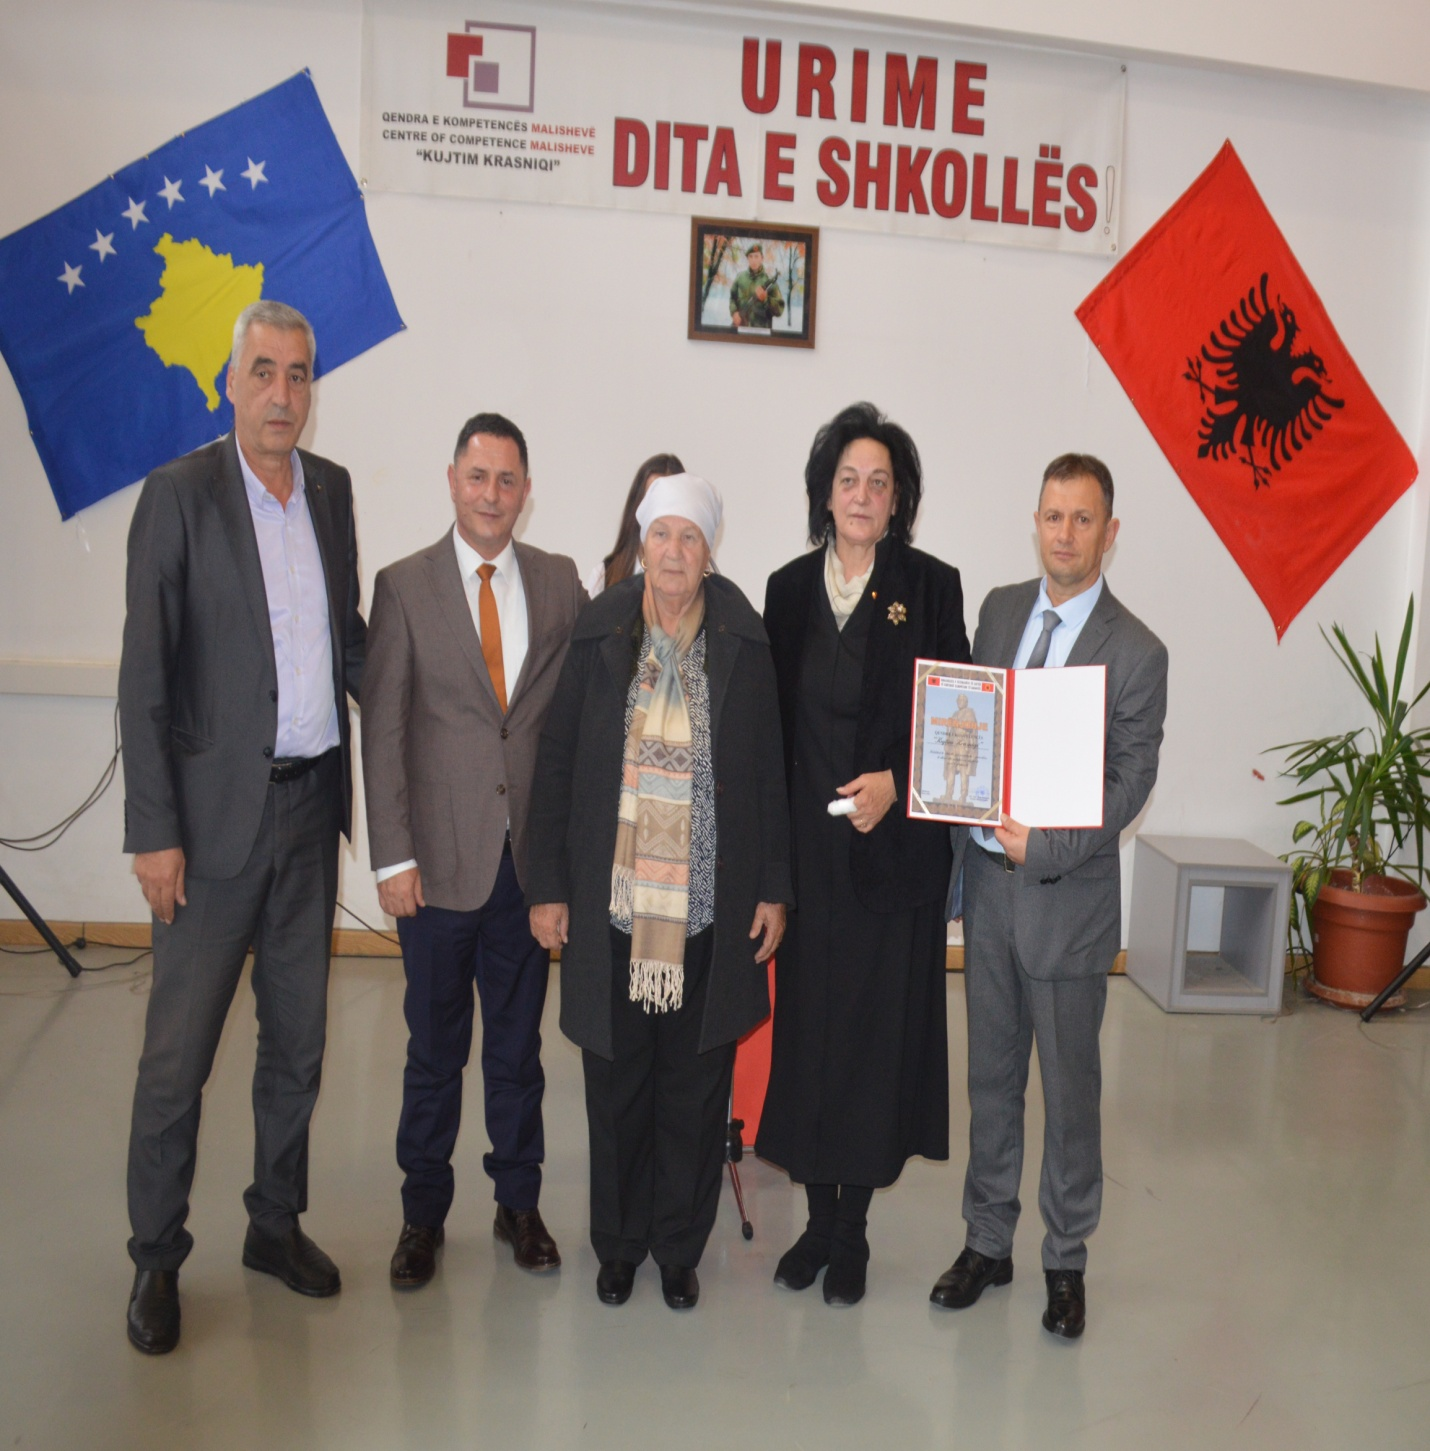 QENDRA E KOMPETENCËS MALISHEVË
CENTRE OF COMPETENCE MALISHEVE
“KUJTIM KRASNIQI”
URIME
DITA E SHKOLLËS!